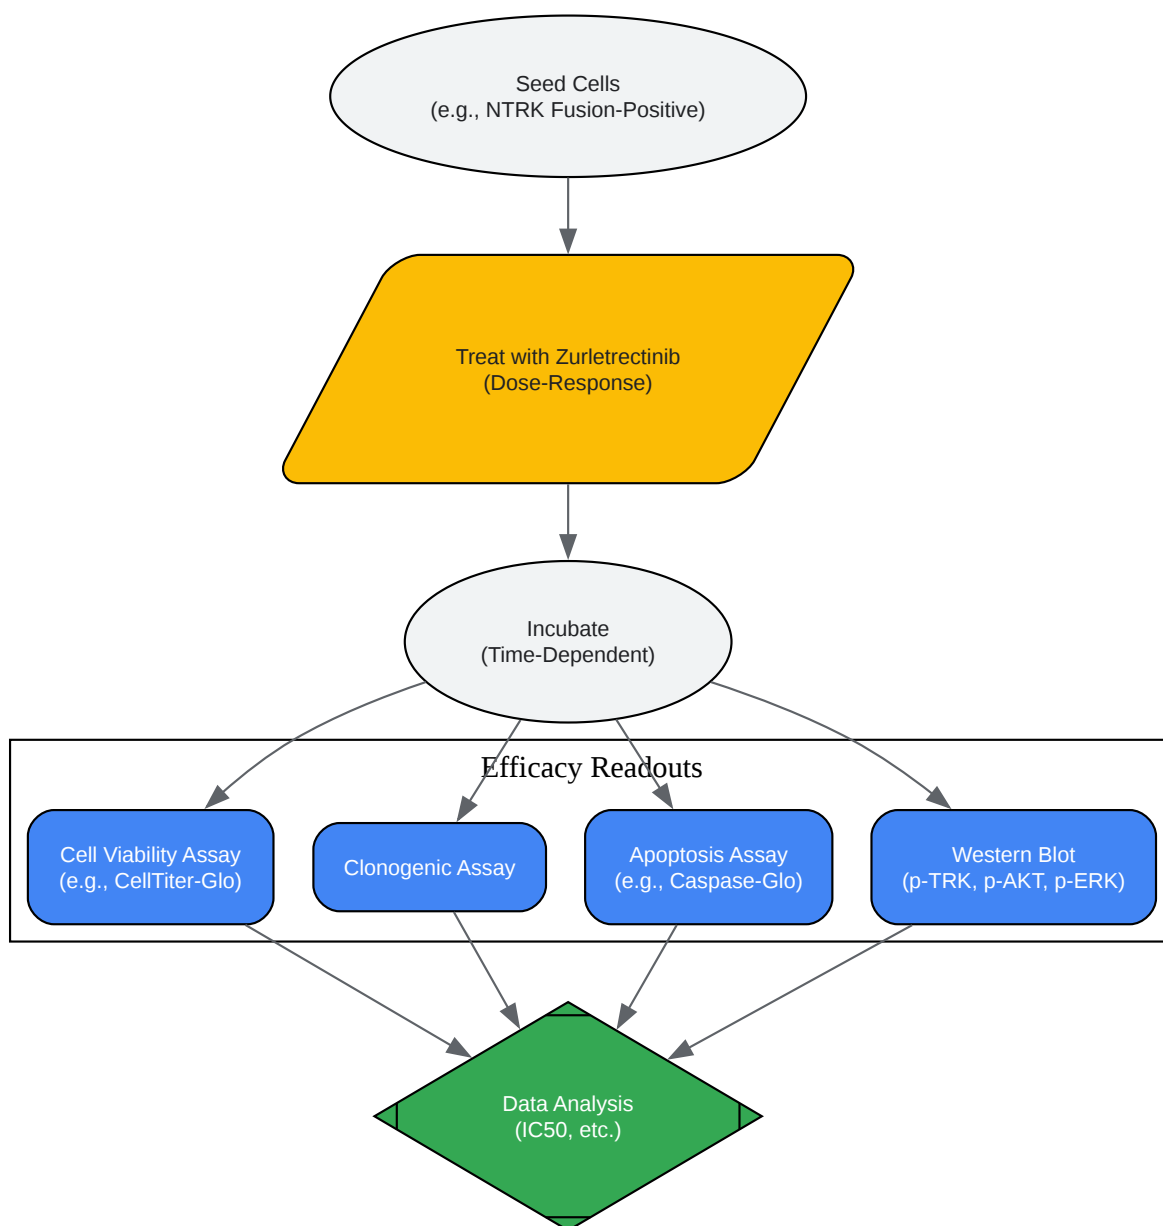 Seed Cells
(e.g., NTRK Fusion-Positive)
Treat with Zurletrectinib
(Dose-Response)
Incubate
(Time-Dependent)
Efficacy Readouts
Cell Viability Assay
(e.g., CellTiter-Glo)
Clonogenic Assay
Apoptosis Assay
(e.g., Caspase-Glo)
Western Blot
(p-TRK, p-AKT, p-ERK)
Data Analysis
(IC50, etc.)